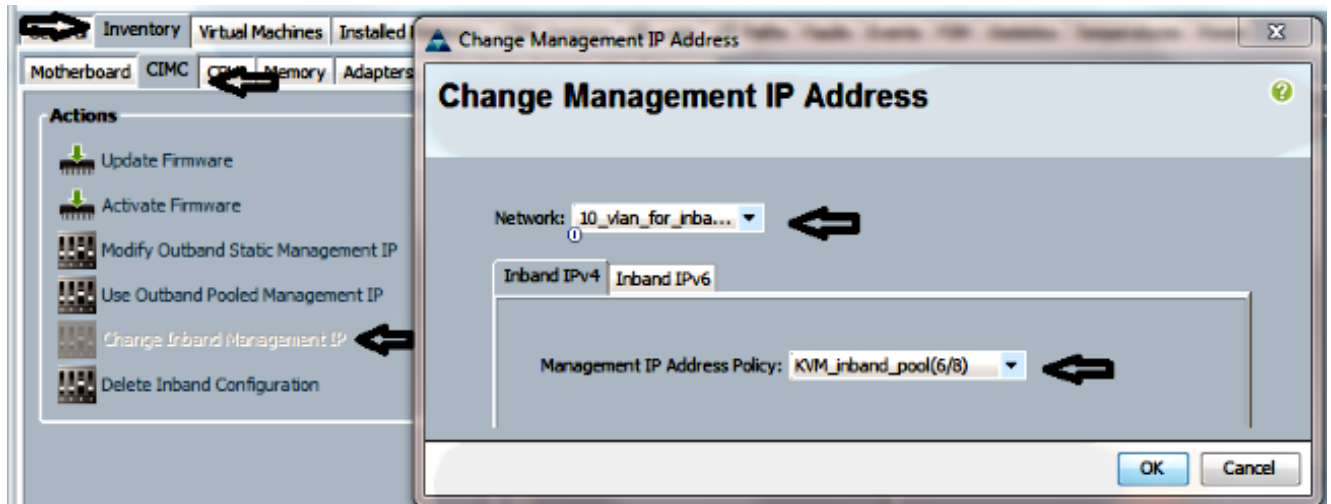 Inventory Virtual Machines Installed
Motherboard CIMC Memory Adapters
Actions
Update Firmware
Activate Firmware
Modify Outband Static Management IP
Use Outband Pooled Management IP
Change Inband Management IP
Delete Inband Configuration
Change Management IP Address
Change Management IP Address
Network: 10_vlan_for_inba...
Inband IPv4 Inband IPv6
Management IP Address Policy: KVM_inband_pool(6/8)
OK Cancel